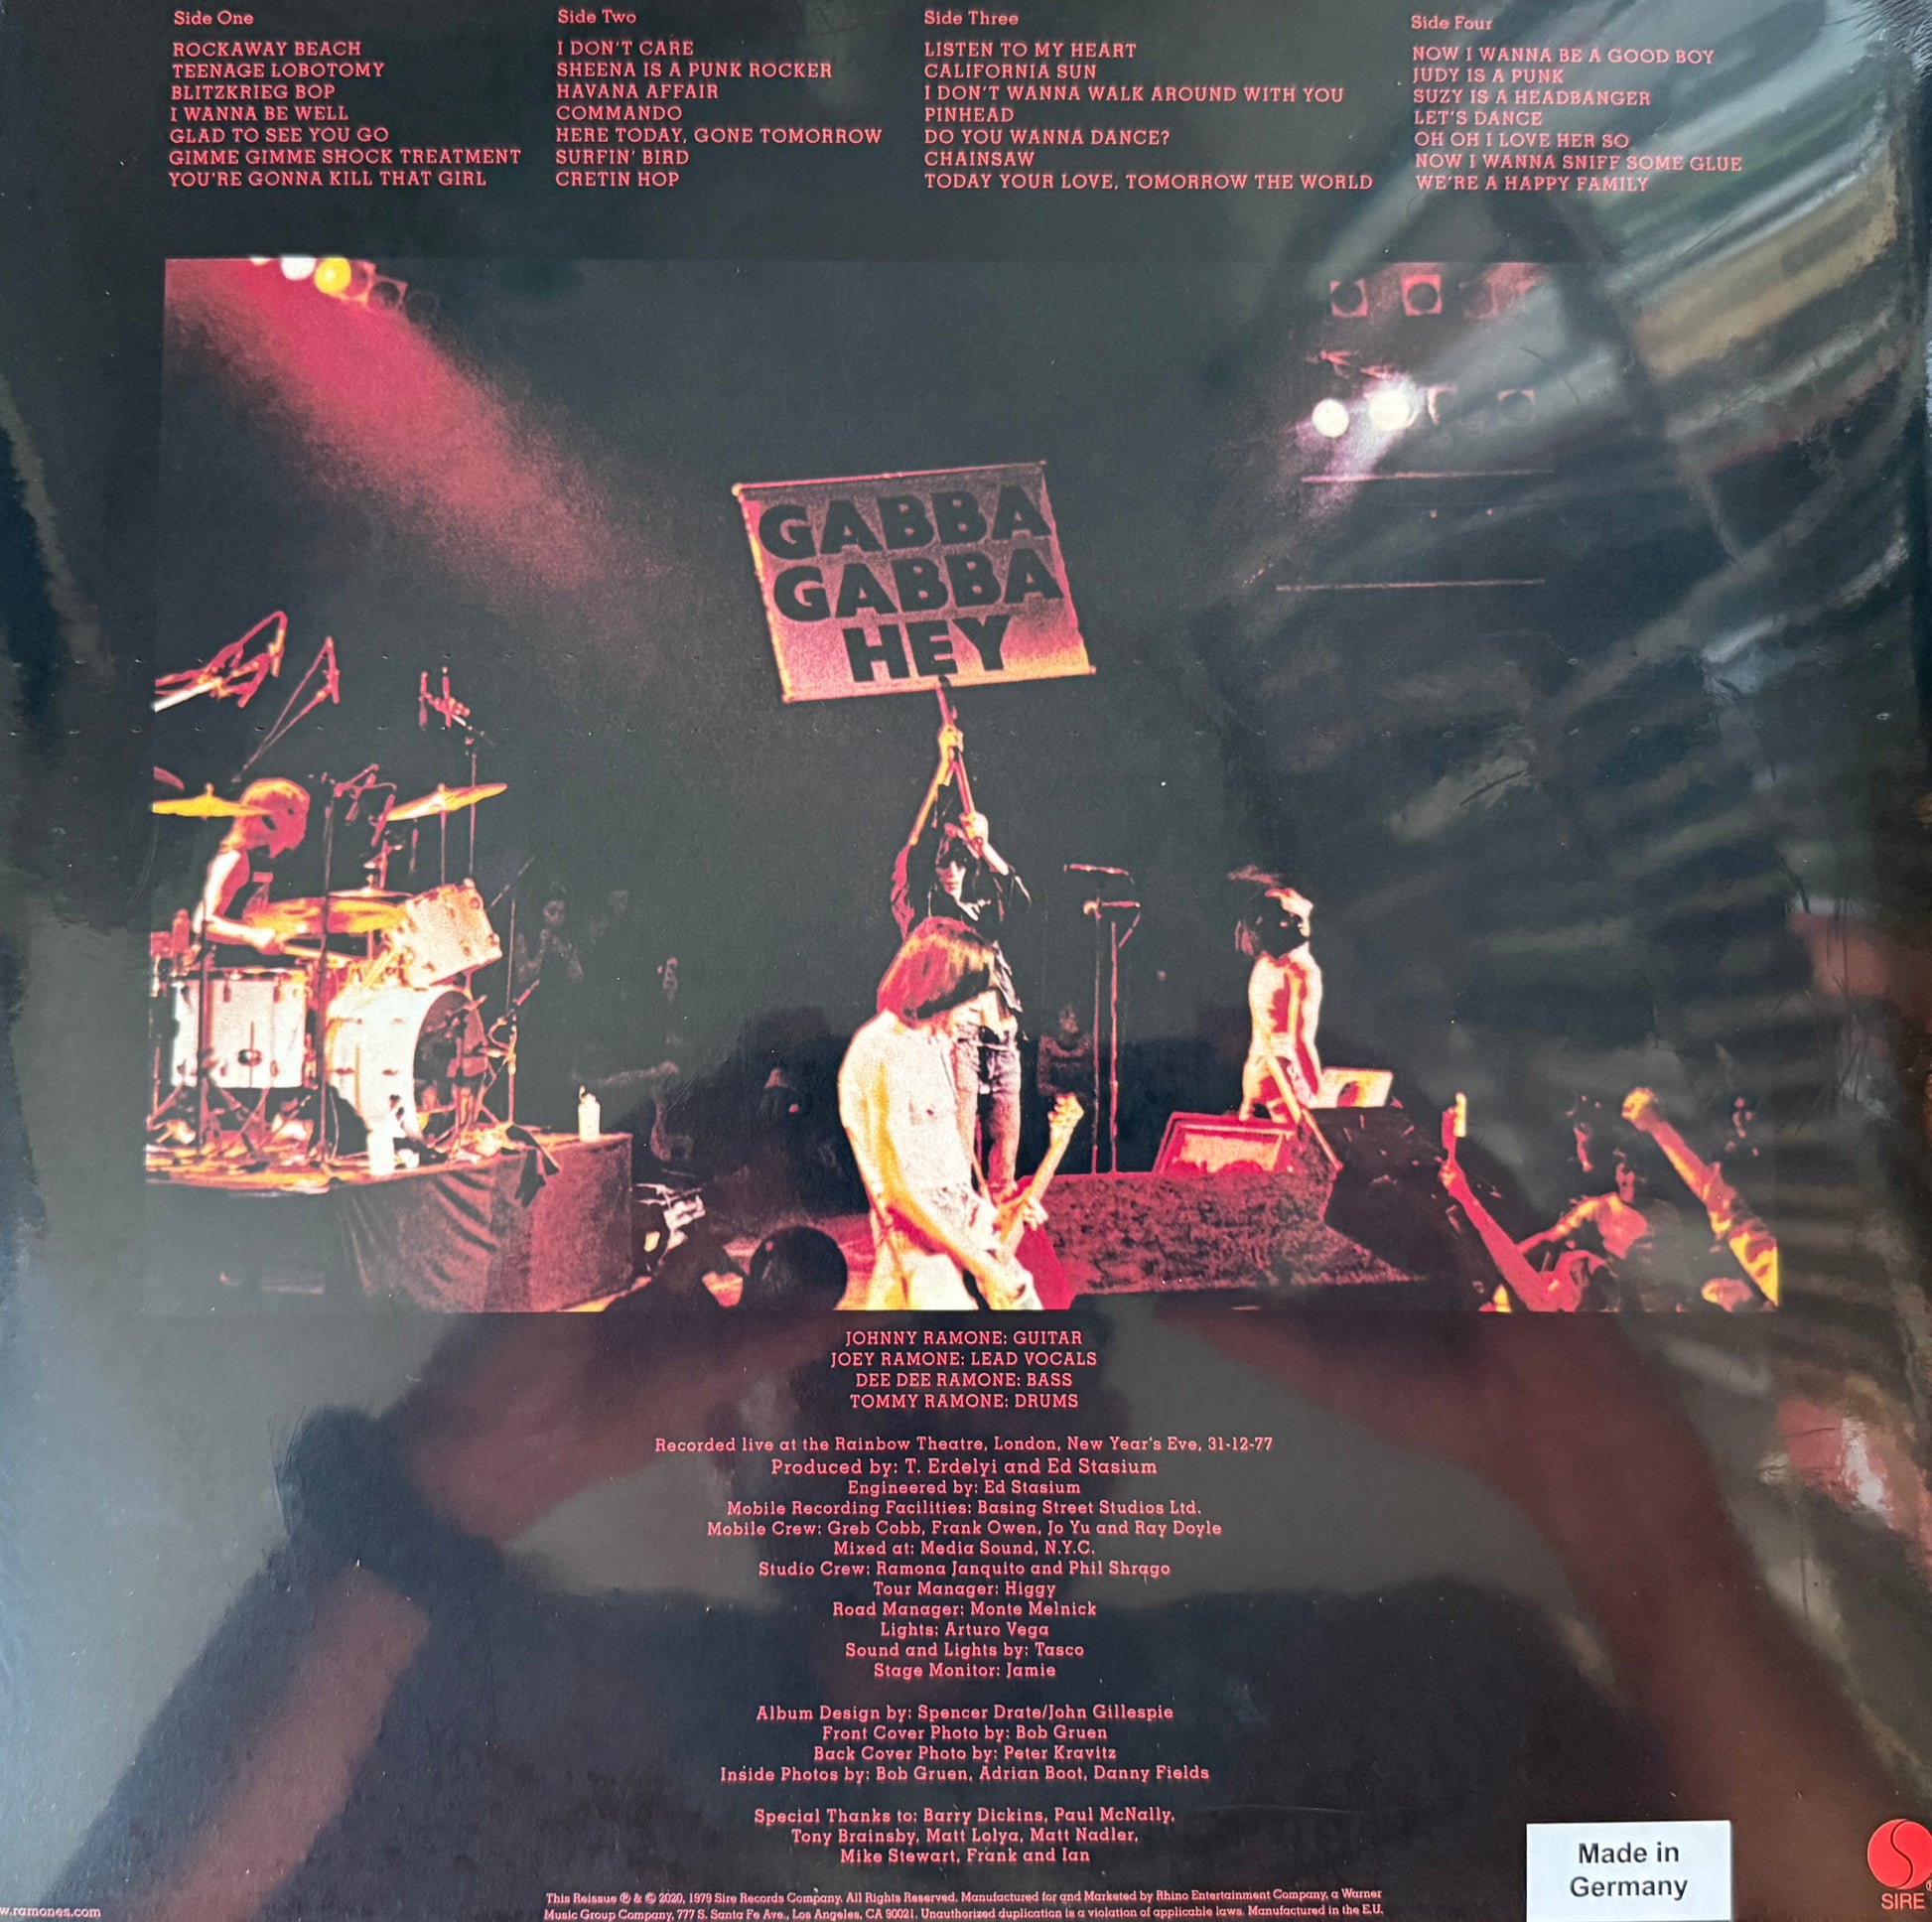 Side One
ROCKAWAY BEACH
TEENAGE LOBOTOMY
BLITZKRIEG BOP
I WANNA BE WELL
GLAD TO SEE YOU GO
GIMME GIMME SHOCK TREATMENT
YOU'RE GONNA KILL THAT GIRL
Side Two
I DON'T CARE
SHEENA IS A PUNK ROCKER
HAVANA AFFAIR
COMMANDO
HERE TODAY, GONE TOMORROW
SURFIN' BIRD
CRETIN HOP
Side Three
LISTEN TO MY HEART
CALIFORNIA SUN
I DON'T WANNA WALK AROUND WITH YOU
PINHEAD
DO YOU WANNA DANCE?
CHAINSAW
TODAY YOUR LOVE, TOMORROW THE WORLD
Side Four
NOW I WANNA BE A GOOD BOY
JUDY IS A PUNK
SUZY IS A HEADBANGER
LET'S DANCE
OH OH I LOVE HER SO
NOW I WANNA SNIFF SOME GLUE
WE'RE A HAPPY FAMILY
GABBA
GABBA
HEY
JOHNNY RAMONE: GUITAR
JOEY RAMONE: LEAD VOCALS
DEE DEE RAMONE: BASS
TOMMY RAMONE: DRUMS
Recorded live at the Rainbow Theatre, London, New Year's Eve, 31-12-77
Produced by: T. Erdelyi and Ed Stasium
Engineered by: Ed Stasium
Mobile Recording Facilities: Basing Street Studios Ltd.
Mobile Crew: Greb Cobb, Frank Owen, Jo Yu and Ray Doyle
Mixed at: Media Sound, N.Y.C.
Studio Crew: Ramona Janquito and Phil Shrago
Tour Manager: Higgy
Road Manager: Monte Melnick
Lights: Arturo Vega
Sound and Lights by: Tasco
Stage Monitor: Jamie
Album Design by: Spencer Drate/John Gillespie
Front Cover Photo by: Bob Gruen
Back Cover Photo by: Peter Kravitz
Inside Photos by: Bob Gruen, Adrian Boot, Danny Fields
Special Thanks to: Barry Dickins, Paul McNally,
Tony Brainsby, Matt Lolya, Matt Nadler,
Mike Stewart, Frank and Ian
This Reissue ℗ & © 2020, 1979 Sire Records Company. All Rights Reserved. Manufactured for and Marketed by Rhino Entertainment Company, a Warner
Music Group Company, 777 S. Santa Fe Ave., Los Angeles, CA 90021. Unauthorized duplication is a violation of applicable laws. Manufactured in the E.U.
w.ramones.com
Made in
Germany
SIRE